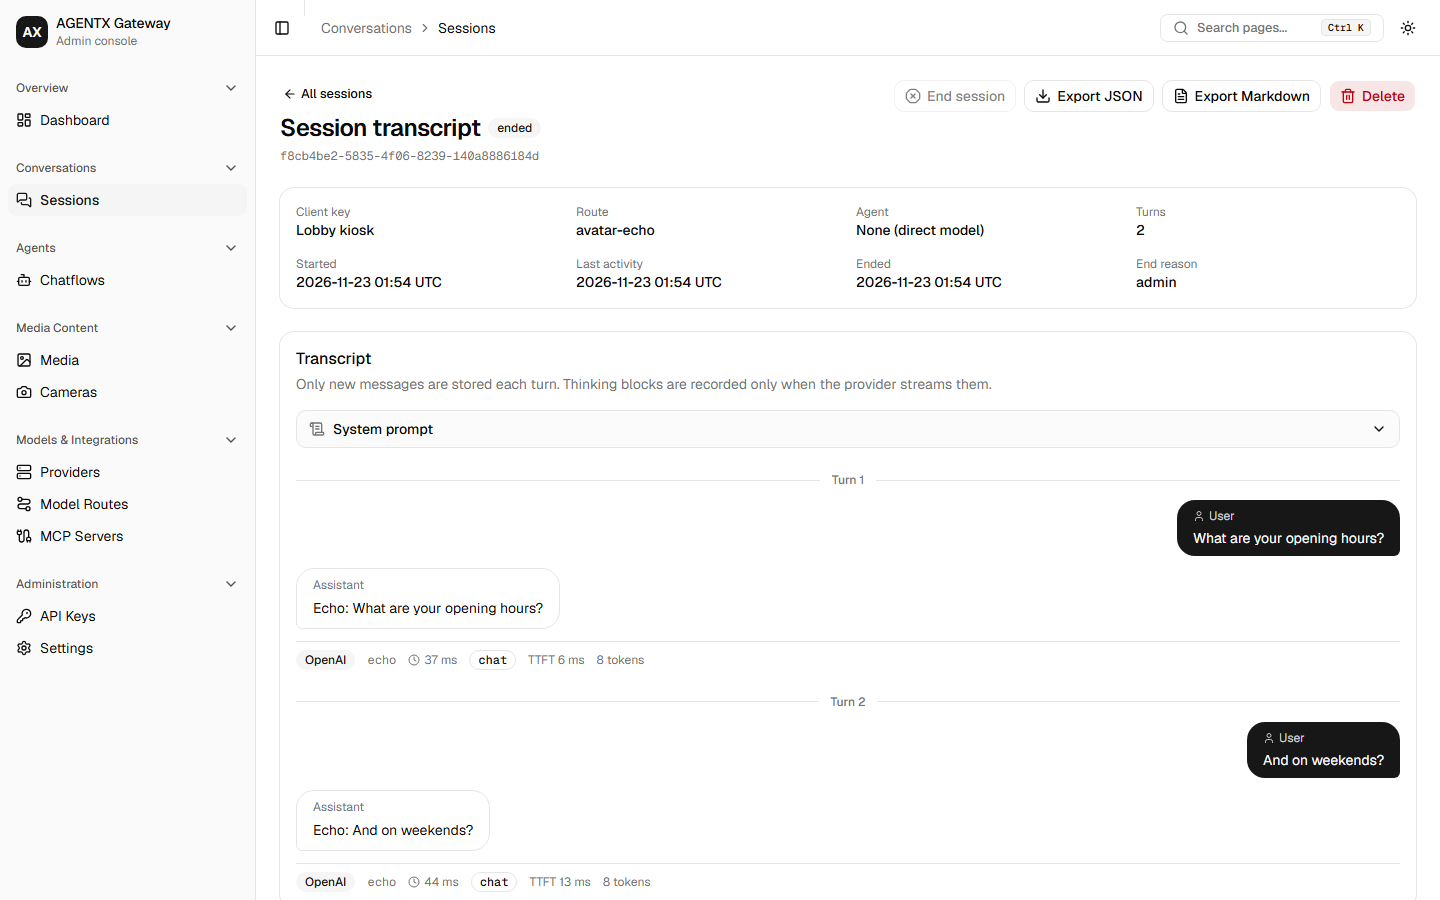 AX
AGENTX Gateway
Admin console
Overview
Dashboard
Conversations
Sessions
Agents
Chatflows
Media Content
Media
Cameras
Models & Integrations
Providers
Model Routes
MCP Servers
Administration
API Keys
Settings
Conversations > Sessions
Search pages... Ctrl K
All sessions
End session Export JSON Export Markdown Delete
Session transcript ended
f8cb4be2-5835-4f06-8239-140a8886184d
Client key Route Agent Turns
Lobby kiosk avatar-echo None (direct model) 2
Started Last activity Ended End reason
2026-11-23 01:54 UTC 2026-11-23 01:54 UTC 2026-11-23 01:54 UTC admin
Transcript
Only new messages are stored each turn. Thinking blocks are recorded only when the provider streams them.
System prompt
Turn 1
User
What are your opening hours?
Assistant
Echo: What are your opening hours?
OpenAI echo 37 ms chat TTFT 6 ms 8 tokens
Turn 2
User
And on weekends?
Assistant
Echo: And on weekends?
OpenAI echo 44 ms chat TTFT 13 ms 8 tokens